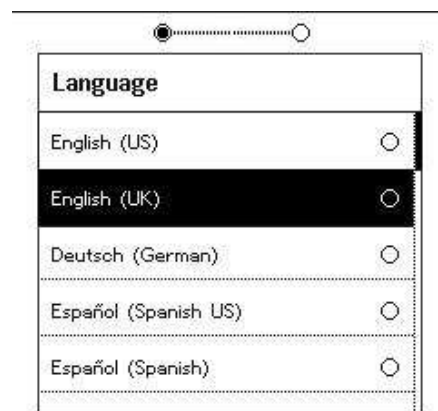 Language
English (US)
English (UK)
Deutsch (German)
Español (Spanish US)
Español (Spanish)